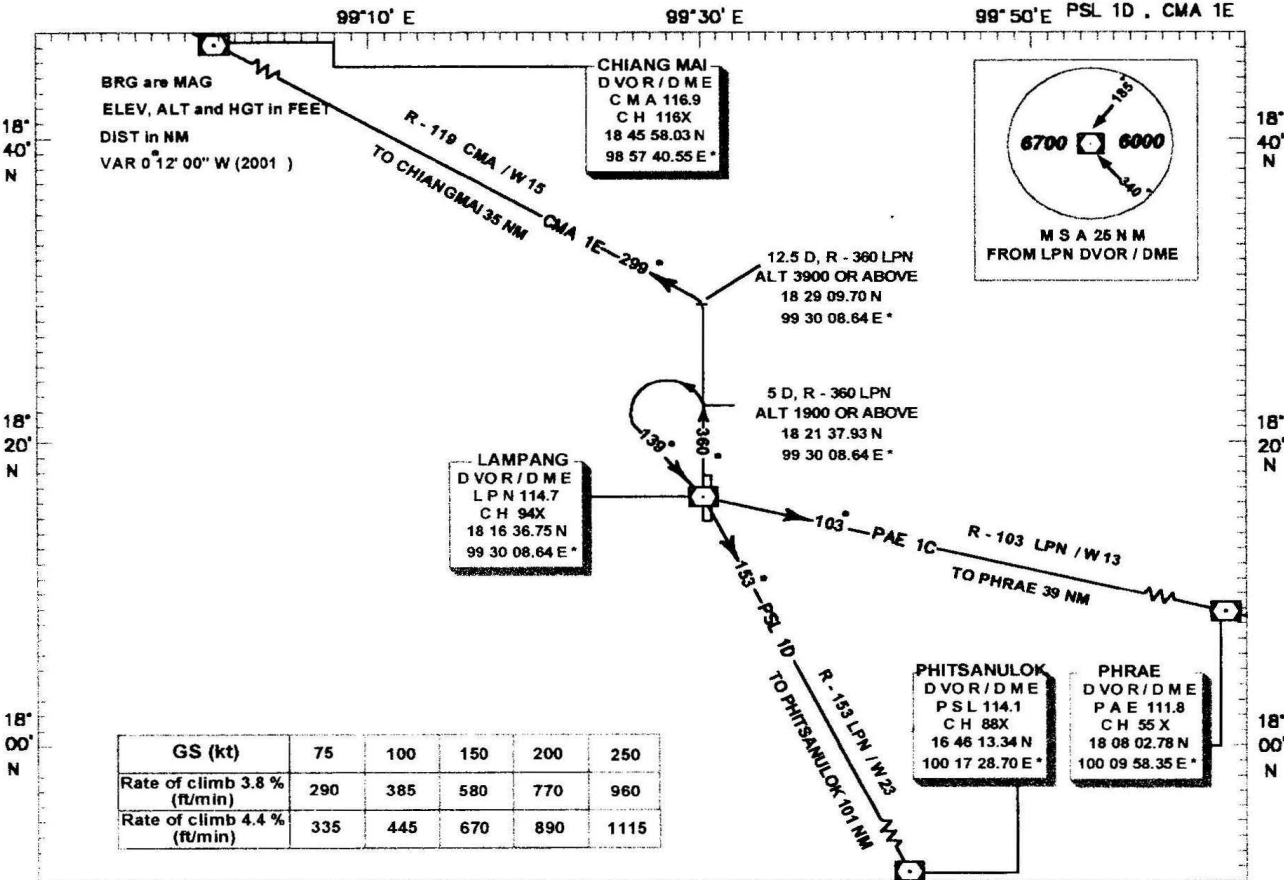 99°10' E
99°30' E
99°50'E
PSL 1D . CMA 1E
BRG are MAG
ELEV, ALT and HGT in FEET
DIST in NM
VAR 0°12' 00" W (2001 )
CHIANG MAI
D VOR / D M E
C M A 116.9
C H 116X
18 45 58.03 N
98 57 40.55 E *
185°
6700
6000
340°
M S A 25 N M
FROM LPN DVOR / DME
18°
40'
N
18°
40'
N
R - 119 CMA / W 15
TO CHIANGMAI 35 NM
CMA 1E
299°
12.5 D, R - 360 LPN
ALT 3900 OR ABOVE
18 29 09.70 N
99 30 08.64 E *
5 D, R - 360 LPN
ALT 1900 OR ABOVE
18 21 37.93 N
99 30 08.64 E *
18°
20'
N
18°
20'
N
139°
360°
LAMPANG
D VOR / D M E
L P N 114.7
C H 94X
18 16 36.75 N
99 30 08.64 E *
103°
PAE 1C
R - 103 LPN / W 13
TO PHRAE 39 NM
153°
PSL 1D
R - 153 LPN / W23
TO PHITSANULOK 101 NM
PHITSANULOK
D VOR / D M E
P S L 114.1
C H 88X
16 46 13.34 N
100 17 28.70 E *
PHRAE
D VOR / D M E
P A E 111.8
C H 55 X
18 08 02.78 N
100 09 58.35 E *
18°
00'
N
18°
00'
N
GS (kt) 75 100 150 200 250
Rate of climb 3.8 % (ft/min) 290 385 580 770 960
Rate of climb 4.4 % (ft/min) 335 445 670 890 1115